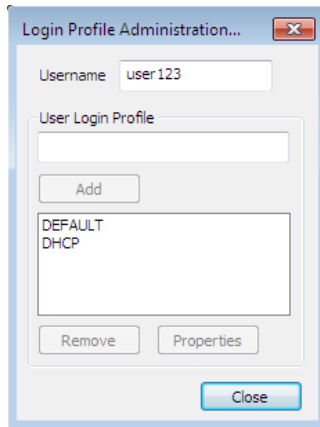 Login Profile Administration...
Username user123
User Login Profile
Add
DEFAULT
DHCP
Remove Properties
Close